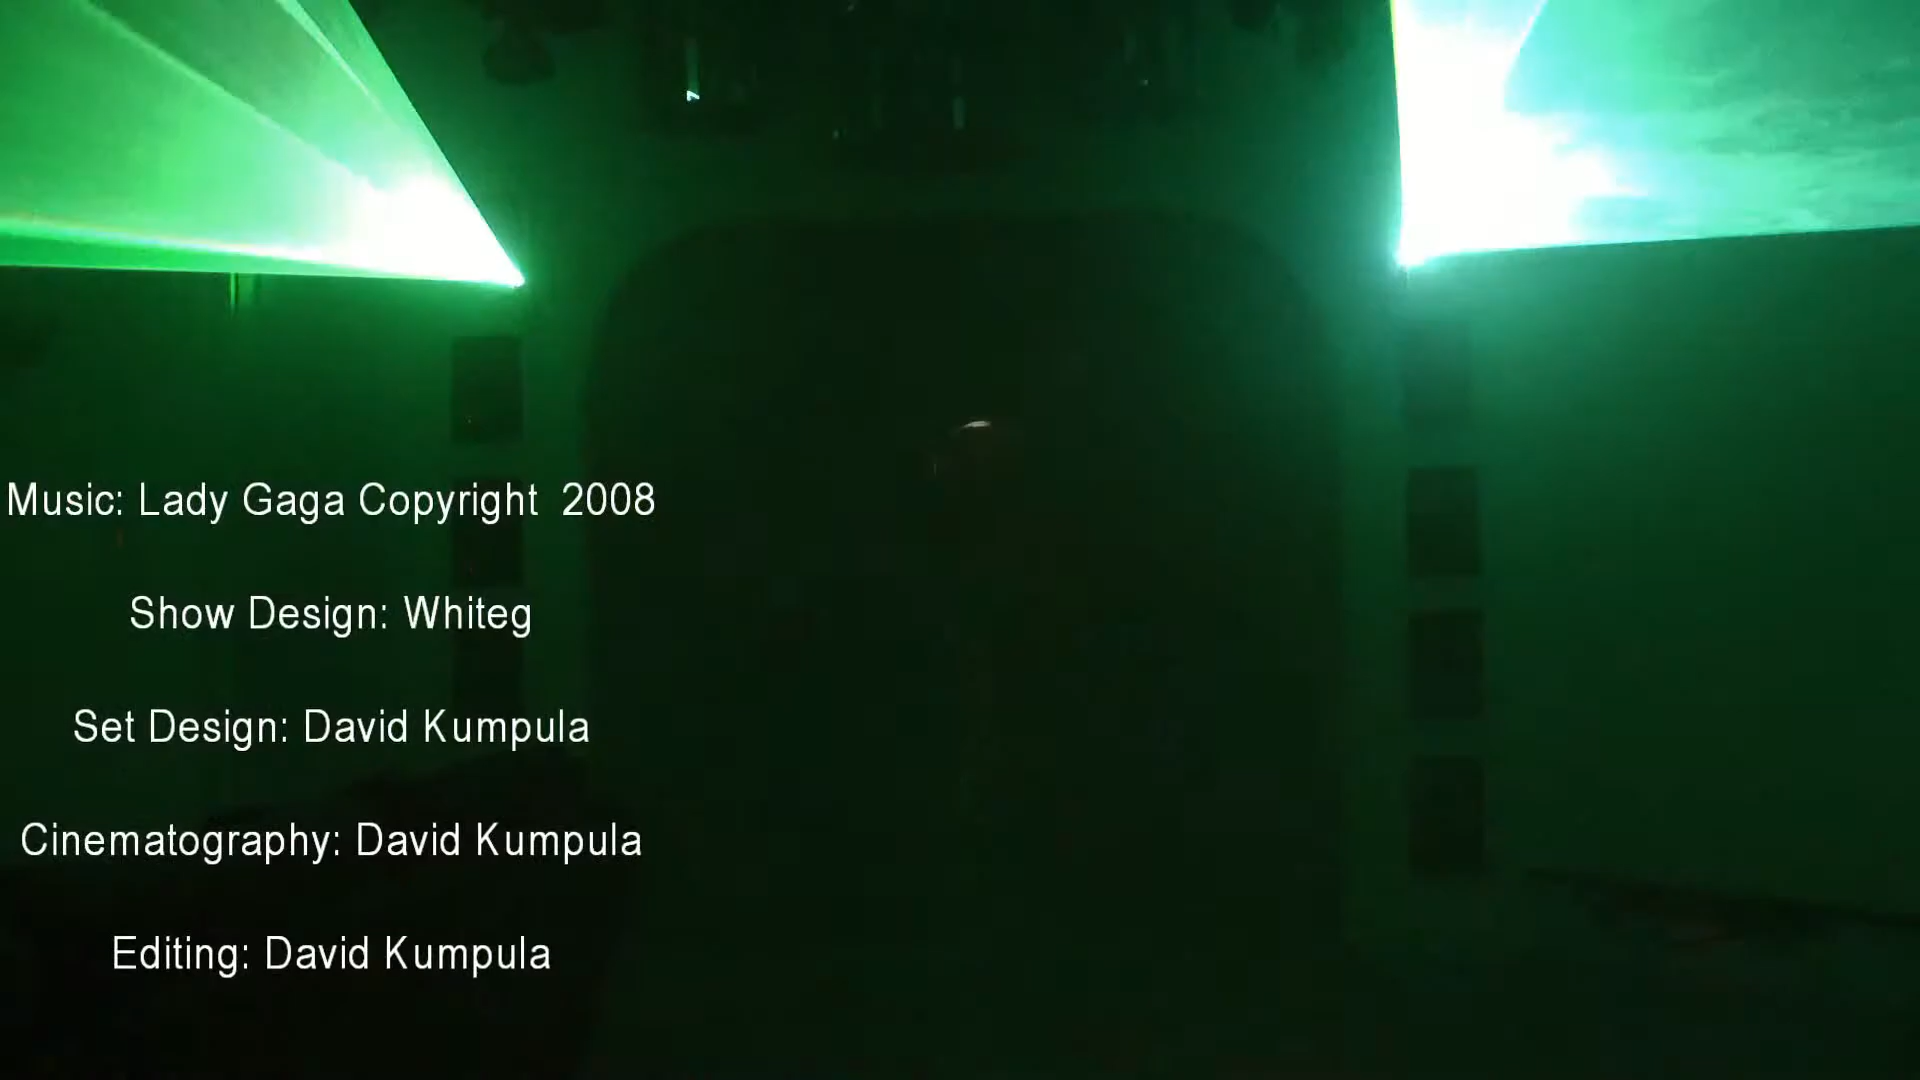 Music: Lady Gaga Copyright  2008
Show Design: Whiteg
Set Design: David Kumpula
Cinematography: David Kumpula
Editing: David Kumpula